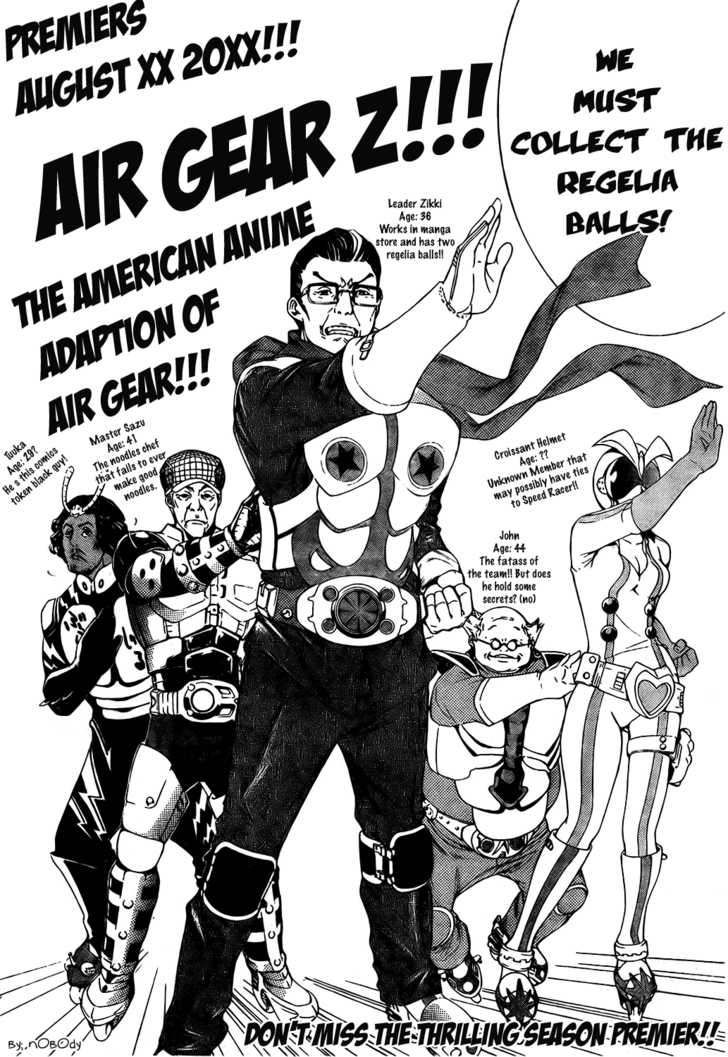 PREMIERS
AUGUST XX 20XX!!!
AIR GEAR Z!!!
THE AMERICAN ANIME
ADAPTION OF
AIR GEAR!!!
WE
MUST
COLLECT THE
REGELIA
BALLS!
Leader Zikki
Age: 36
Works in manga
store and has two
regelia balls!!
Tuuka
Age: 29?
He's this comics
token black guy!
Master Sazu
Age: 41
The noodles chef
that fails to ever
make good
noodles.
Croissant Helmet
Age: ??
Unknown Member that
may possibly have ties
to Speed Racer!!
John
Age: 44
The fatass of
the team!! But does
he hold some
secrets? (no)
DON'T MISS THE THRILLING SEASON PREMIER!!
By: n0B0dy